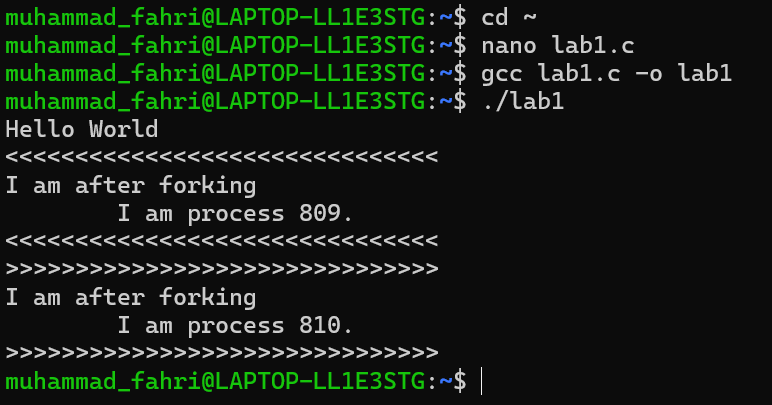 muhammad_fahri@LAPTOP-LL1E3STG:~$ cd ~
muhammad_fahri@LAPTOP-LL1E3STG:~$ nano lab1.c
muhammad_fahri@LAPTOP-LL1E3STG:~$ gcc lab1.c -o lab1
muhammad_fahri@LAPTOP-LL1E3STG:~$ ./lab1
Hello World
<<<<<<<<<<<<<<<<<<<<<<<<<<<<<<<
I am after forking
        I am process 809.
<<<<<<<<<<<<<<<<<<<<<<<<<<<<<<<
>>>>>>>>>>>>>>>>>>>>>>>>>>>>>>>
I am after forking
        I am process 810.
>>>>>>>>>>>>>>>>>>>>>>>>>>>>>>>
muhammad_fahri@LAPTOP-LL1E3STG:~$